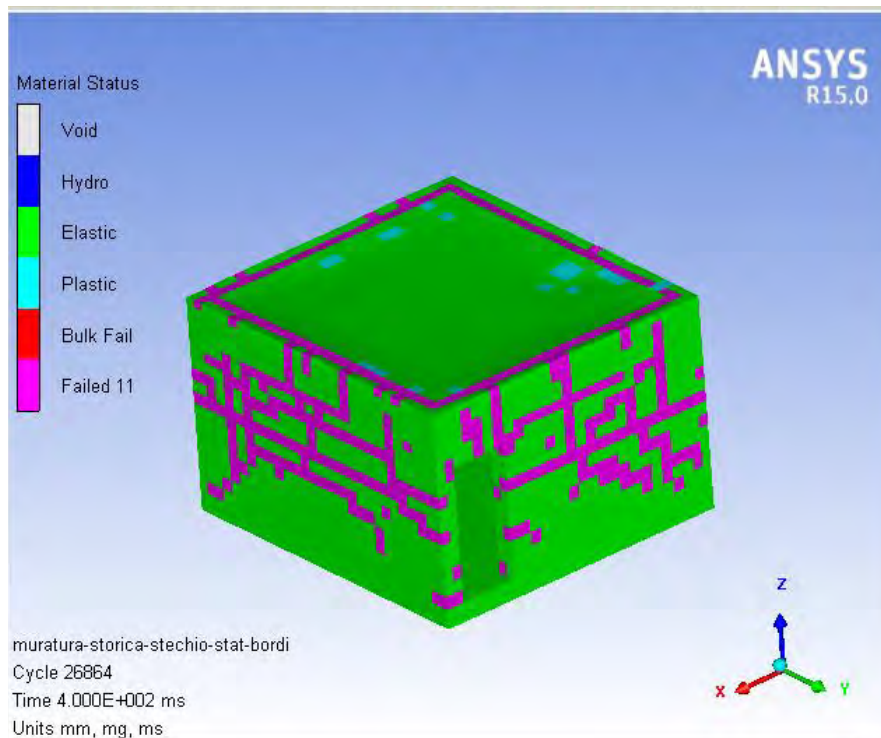 ANSYS
R15.0
Material Status
Void
Hydro
Elastic
Plastic
Bulk Fail
Failed 11
Z
X
Y
muratura-storica-stechio-stat-bordi
Cycle 26864
Time 4.000E+002 ms
Units mm, mg, ms